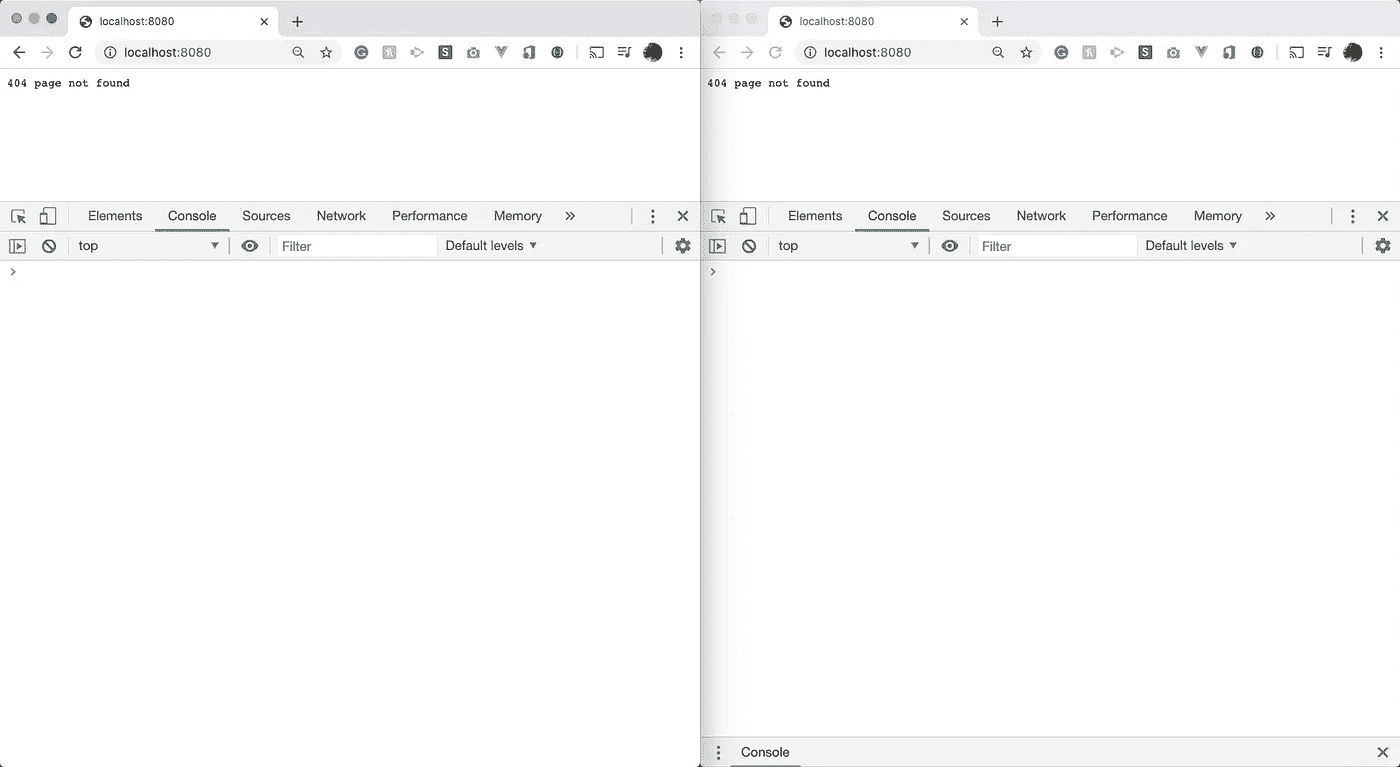 localhost:8080
localhost:8080
404 page not found
Elements Console Sources Network Performance Memory
top Filter Default levels
localhost:8080
localhost:8080
404 page not found
Elements Console Sources Network Performance Memory
top Filter Default levels
Console